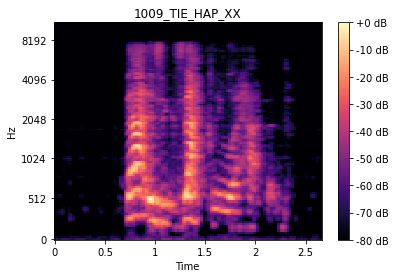 1009_TIE_HAP_XX
+0 dB
8192
-10 dB
-20 dB
4096
-30 dB
2048
-40 dB
Hz
1024
-50 dB
-60 dB
512
-70 dB
0
-80 dB
0 0.5 1 1.5 2 2.5
Time